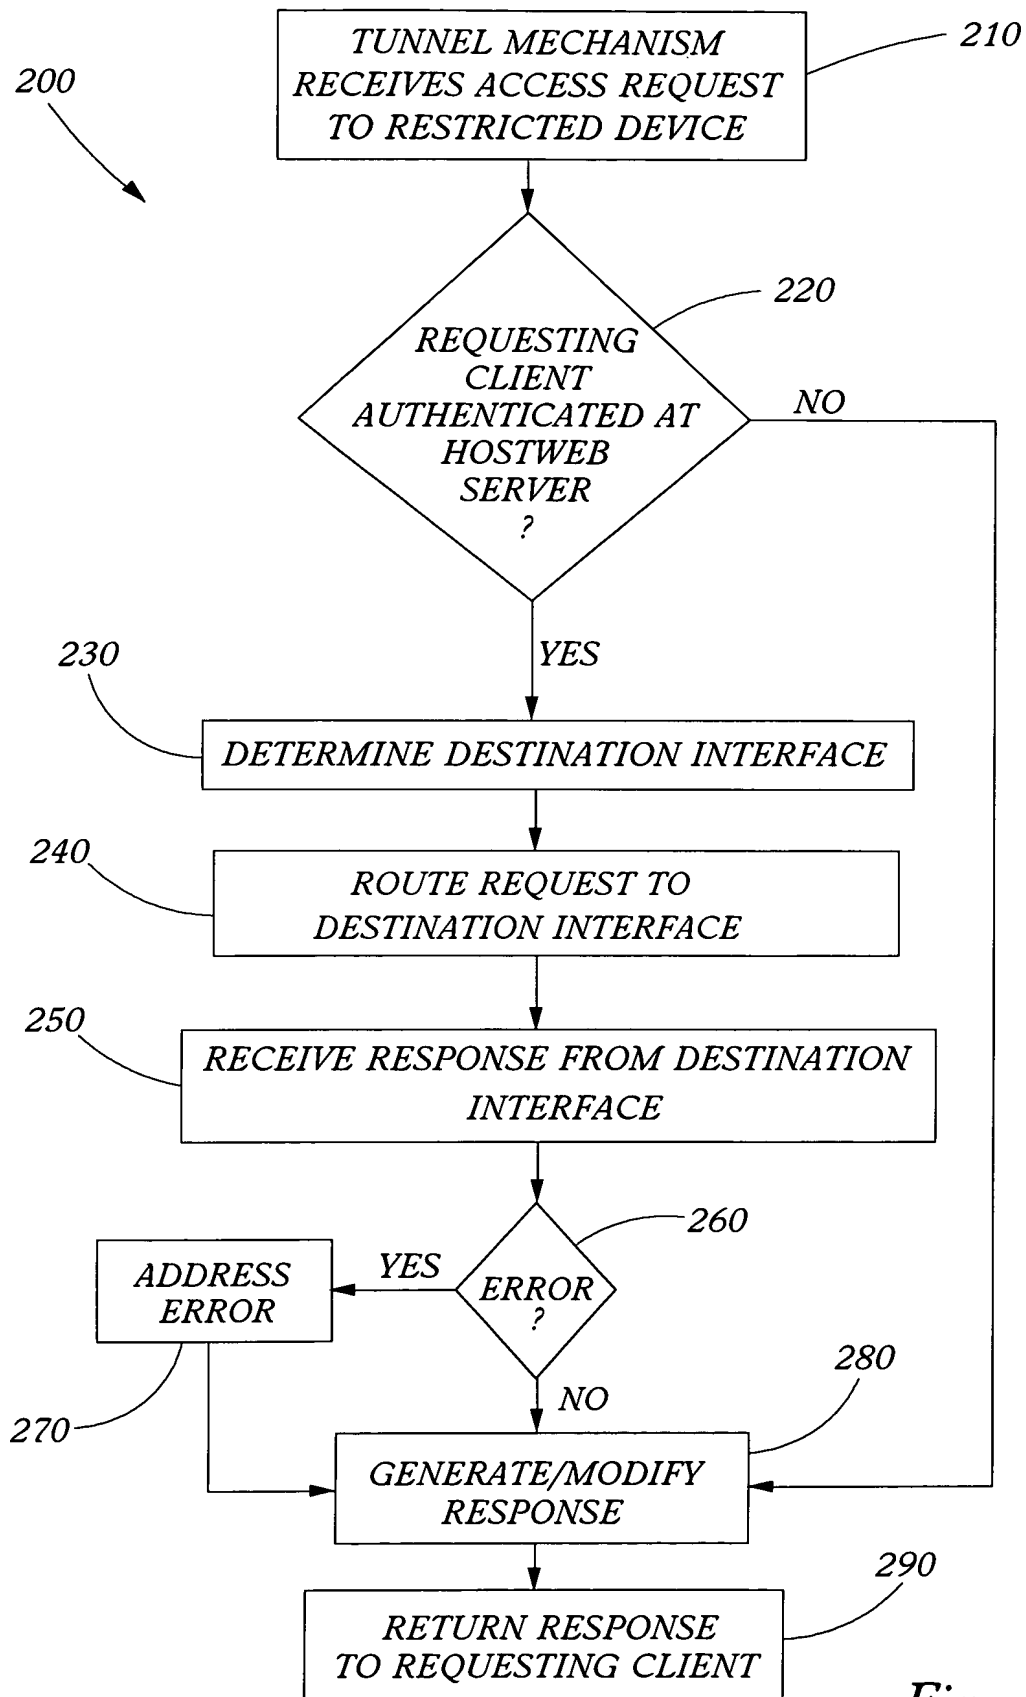 TUNNEL MECHANISM
RECEIVES ACCESS REQUEST
TO RESTRICTED DEVICE
210
200
220
REQUESTING
CLIENT
AUTHENTICATED AT
HOSTWEB
SERVER
?
NO
YES
230
DETERMINE DESTINATION INTERFACE
240
ROUTE REQUEST TO
DESTINATION INTERFACE
250
RECEIVE RESPONSE FROM DESTINATION
INTERFACE
260
ERROR
?
YES
ADDRESS
ERROR
270
NO
280
GENERATE/MODIFY
RESPONSE
290
RETURN RESPONSE
TO REQUESTING CLIENT